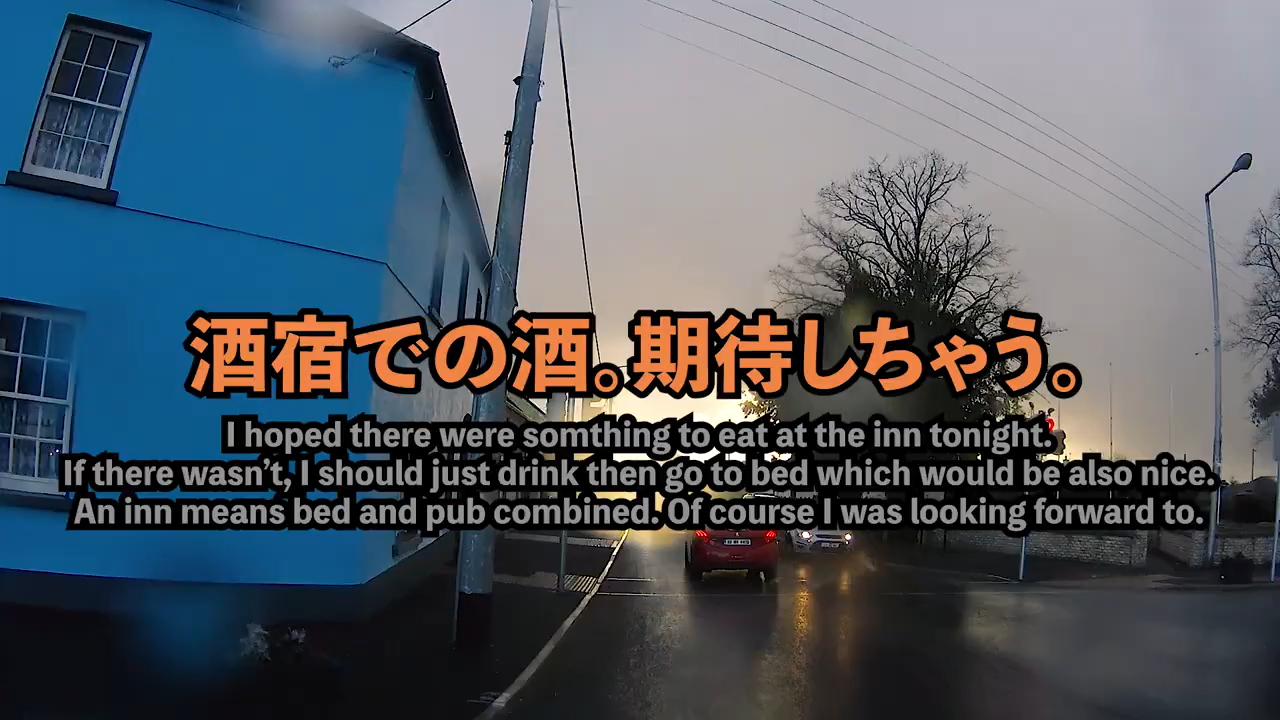 酒宿での酒。期待しちゃう。
I hoped there were somthing to eat at the inn tonight.
If there wasn't, I should just drink then go to bed which would be also nice.
An inn means bed and pub combined. Of course I was looking forward to.